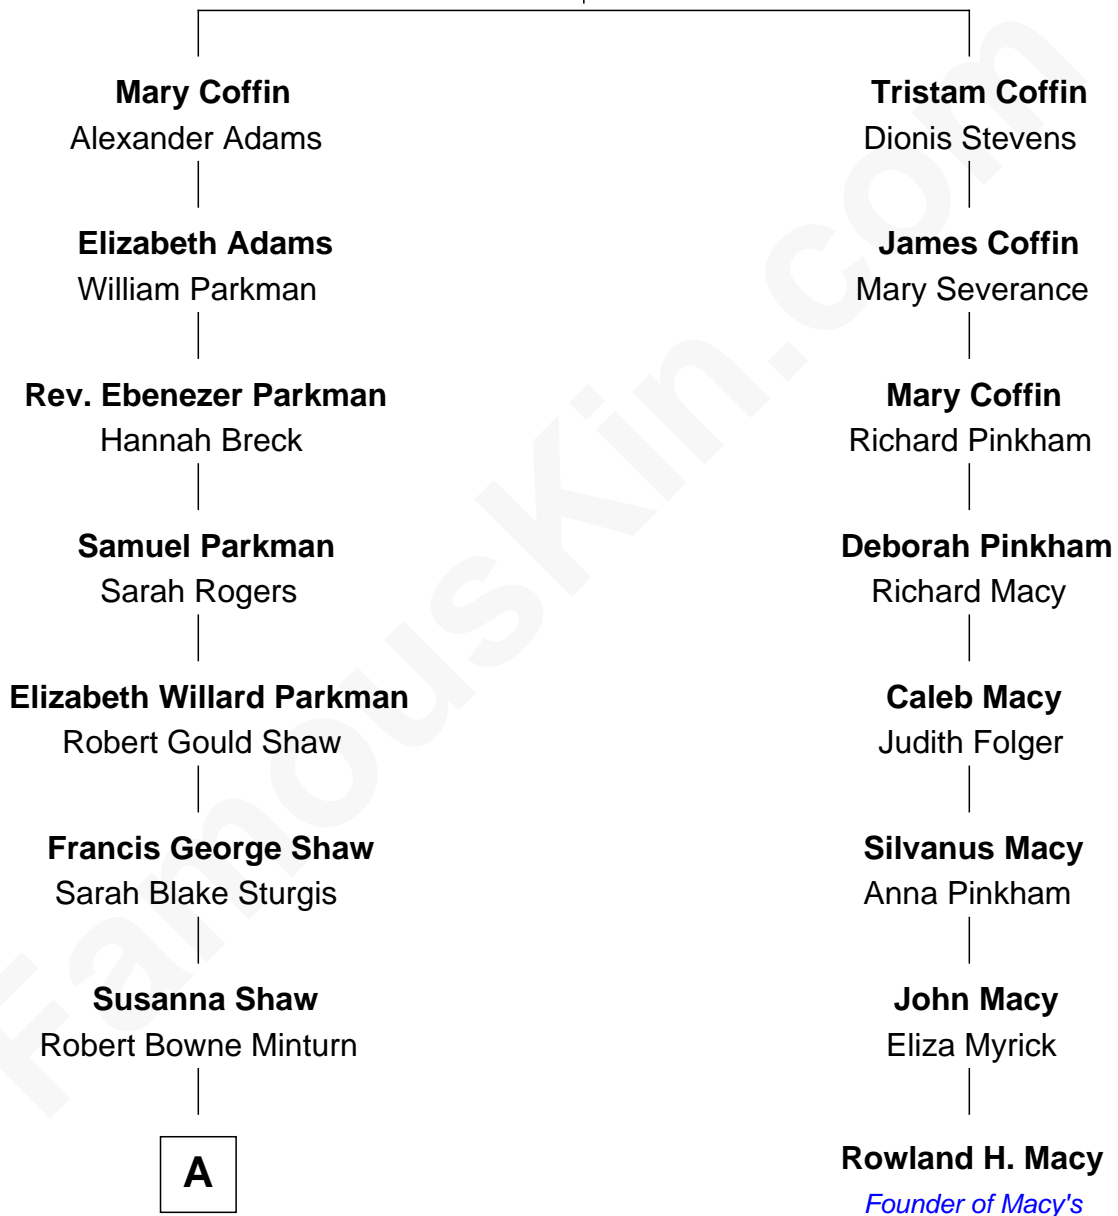 Mary Coffin
Alexander Adams
Elizabeth Adams
William Parkman
Rev. Ebenezer Parkman
Hannah Breck
Samuel Parkman
Sarah Rogers
Elizabeth Willard Parkman
Robert Gould Shaw
Francis George Shaw
Sarah Blake Sturgis
Susanna Shaw
Robert Bowne Minturn
A
Tristam Coffin
Dionis Stevens
James Coffin
Mary Severance
Mary Coffin
Richard Pinkham
Deborah Pinkham
Richard Macy
Caleb Macy
Judith Folger
Silvanus Macy
Anna Pinkham
John Macy
Eliza Myrick
Rowland H. Macy
Founder of Macy's
FamousKin.com